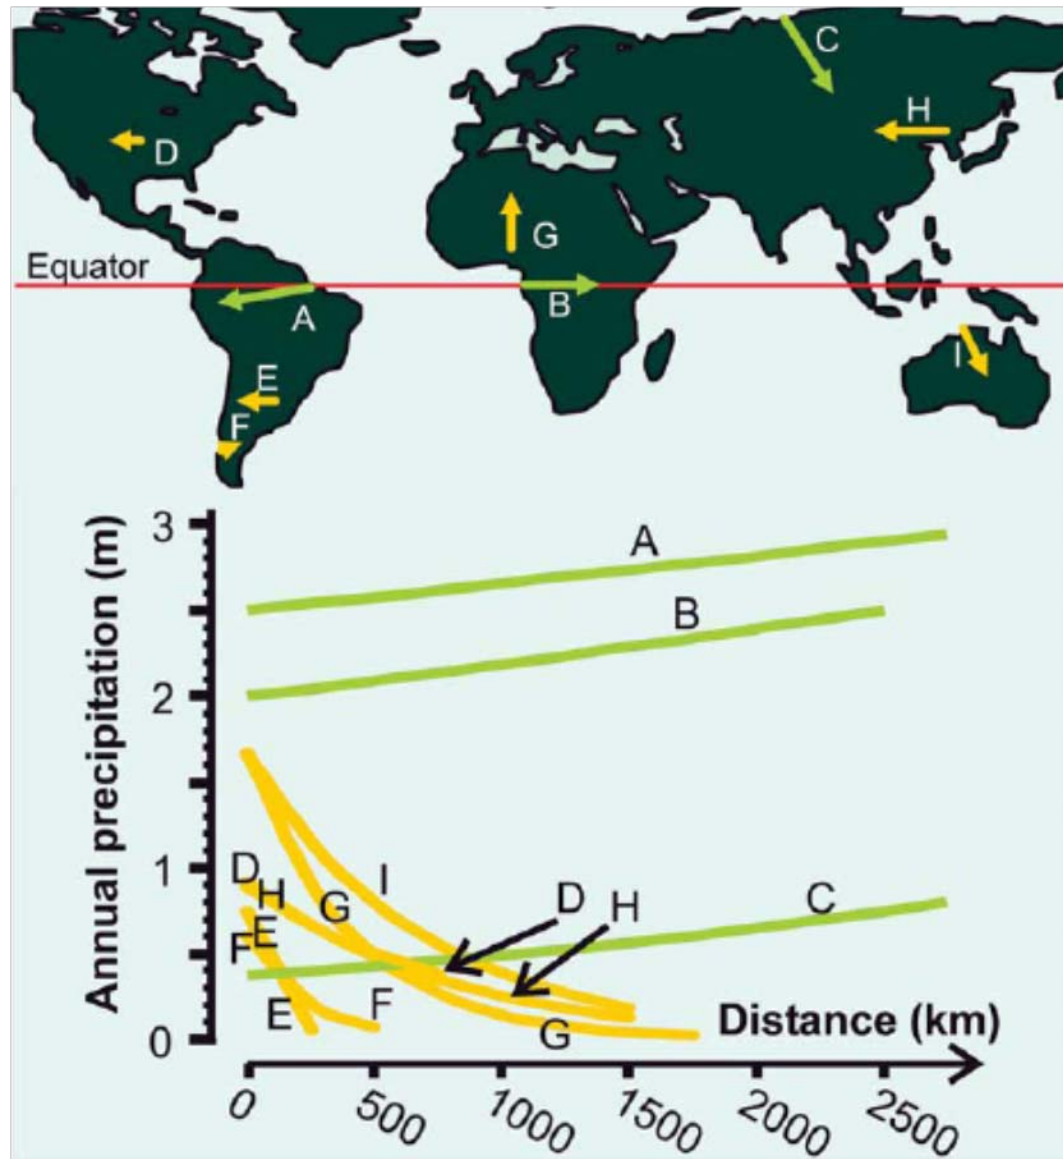 C
H
D
G
Equator
B
A
I
E
F
Annual precipitation (m)
3
A
B
2
I
1
D
H
G
D
H
C
E
F
E
F
G
Distance (km)
0
0
500
1000
1500
2000
2500